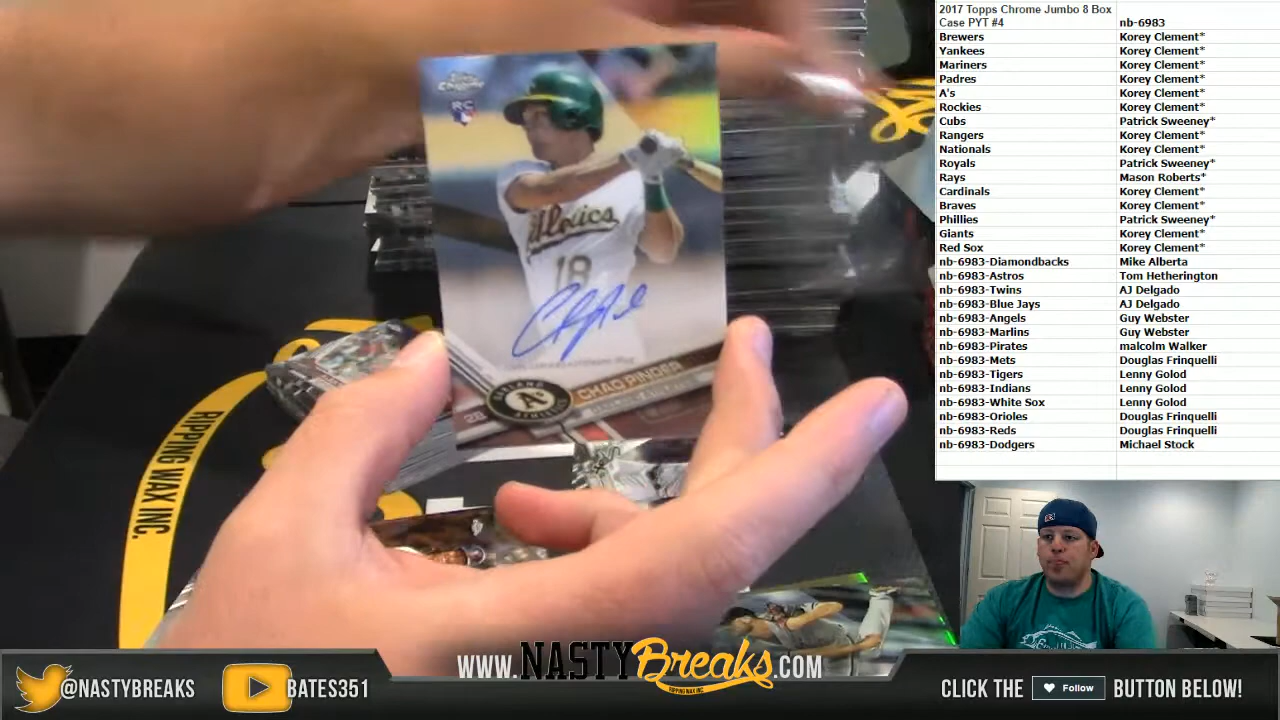 2017 Topps Chrome Jumbo 8 Box
Case PYT #4 nb-6983
Brewers Korey Clement*
Yankees Korey Clement*
Mariners Korey Clement*
Padres Korey Clement*
A's Korey Clement*
Rockies Korey Clement*
Cubs Patrick Sweeney*
Rangers Korey Clement*
Nationals Korey Clement*
Royals Patrick Sweeney*
Rays Mason Roberts*
Cardinals Korey Clement*
Braves Korey Clement*
Phillies Patrick Sweeney*
Giants Korey Clement*
Red Sox Korey Clement*
nb-6983-Diamondbacks Mike Alberta
nb-6983-Astros Tom Hetherington
nb-6983-Twins AJ Delgado
nb-6983-Blue Jays AJ Delgado
nb-6983-Angels Guy Webster
nb-6983-Marlins Guy Webster
nb-6983-Pirates malcolm Walker
nb-6983-Mets Douglas Frinquelli
nb-6983-Tigers Lenny Golod
nb-6983-Indians Lenny Golod
nb-6983-White Sox Lenny Golod
nb-6983-Orioles Douglas Frinquelli
nb-6983-Reds Douglas Frinquelli
nb-6983-Dodgers Michael Stock
Topps
Chrome
RC
Athletics
18
OAKLAND
A's
ATHLETICS
CHAD PINDER
2B
RIPPING WAX INC.
@NASTYBREAKS
BATES351
WWW.NASTYBreaks.COM
RIPPING WAX INC.
CLICK THE Follow BUTTON BELOW!